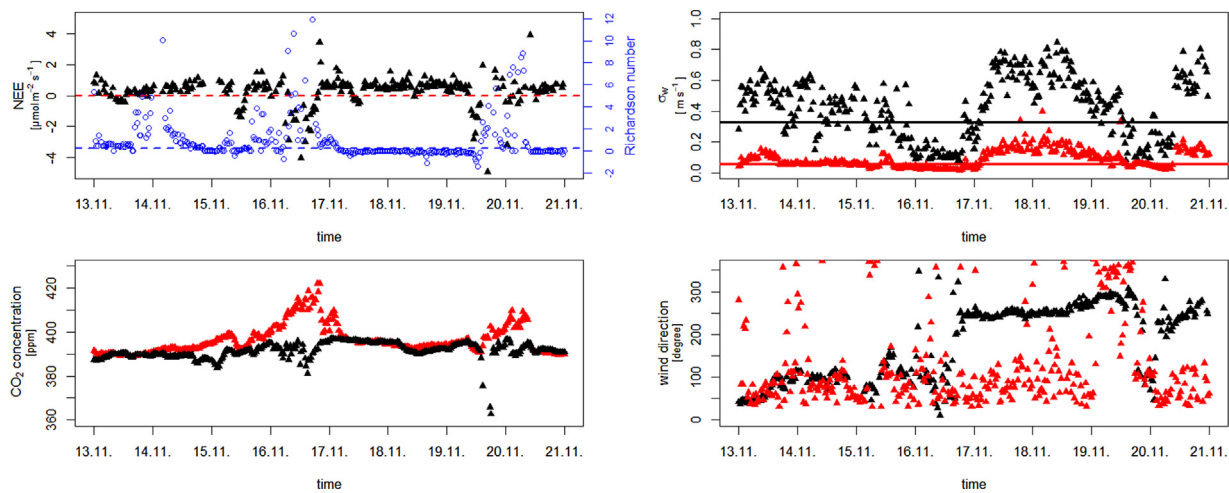 NEE
[µmol m⁻² s⁻¹]
4
2
0
-2
-4
12
10
8
6
4
2
0
-2
Richardson number
13.11. 14.11. 15.11. 16.11. 17.11. 18.11. 19.11. 20.11. 21.11.
time
σw
[ m s⁻¹]
1.0
0.8
0.6
0.4
0.2
0.0
13.11. 14.11. 15.11. 16.11. 17.11. 18.11. 19.11. 20.11. 21.11.
time
CO₂ concentration
[ppm]
420
400
380
360
13.11. 14.11. 15.11. 16.11. 17.11. 18.11. 19.11. 20.11. 21.11.
time
wind direction
[degree]
300
200
100
0
13.11. 14.11. 15.11. 16.11. 17.11. 18.11. 19.11. 20.11. 21.11.
time